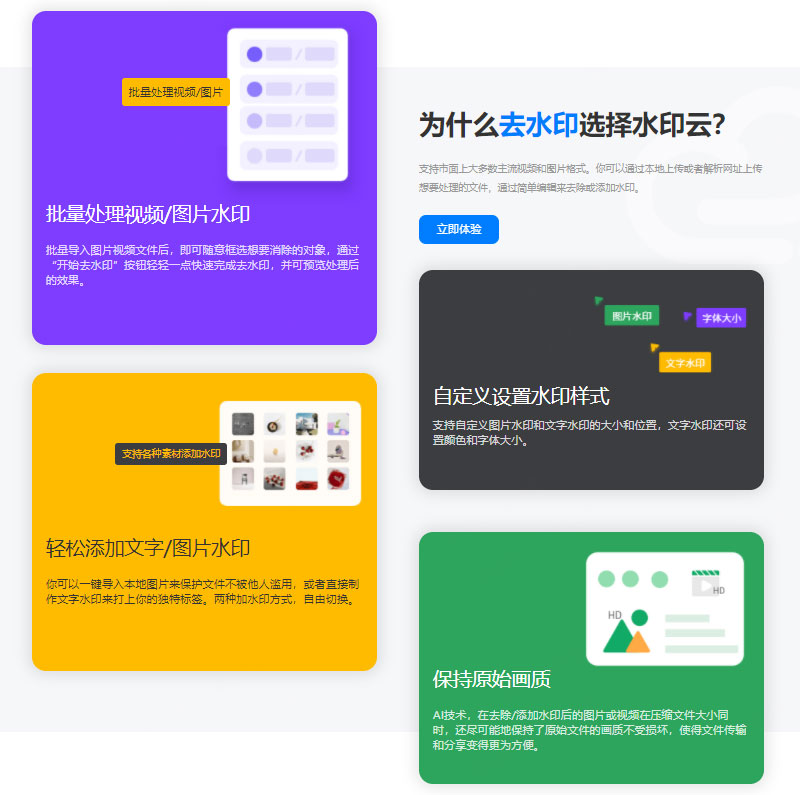 批量处理视频/图片
批量处理视频/图片水印
批量导入图片视频文件后，即可随意框选想要消除的对象，通过
“开始去水印”按钮轻轻一点快速完成去水印，并可预览处理后
的效果。
支持各种素材添加水印
轻松添加文字/图片水印
你可以一键导入本地图片来保护文件不被他人滥用，或者直接制
作文字水印来打上你的独特标签。两种加水印方式，自由切换。
为什么去水印选择水印云?
支持市面上大多数主流视频和图片格式。你可以通过本地上传或者解析网址上传
想要处理的文件，通过简单编辑来去除或添加水印。
立即体验
图片水印
字体大小
文字水印
自定义设置水印样式
支持自定义图片水印和文字水印的大小和位置，文字水印还可设
置颜色和字体大小。
HD
HD
保持原始画质
AI技术，在去除/添加水印后的图片或视频在压缩文件大小同
时，还尽可能地保持了原始文件的画质不受损坏，使得文件传输
和分享变得更为方便。